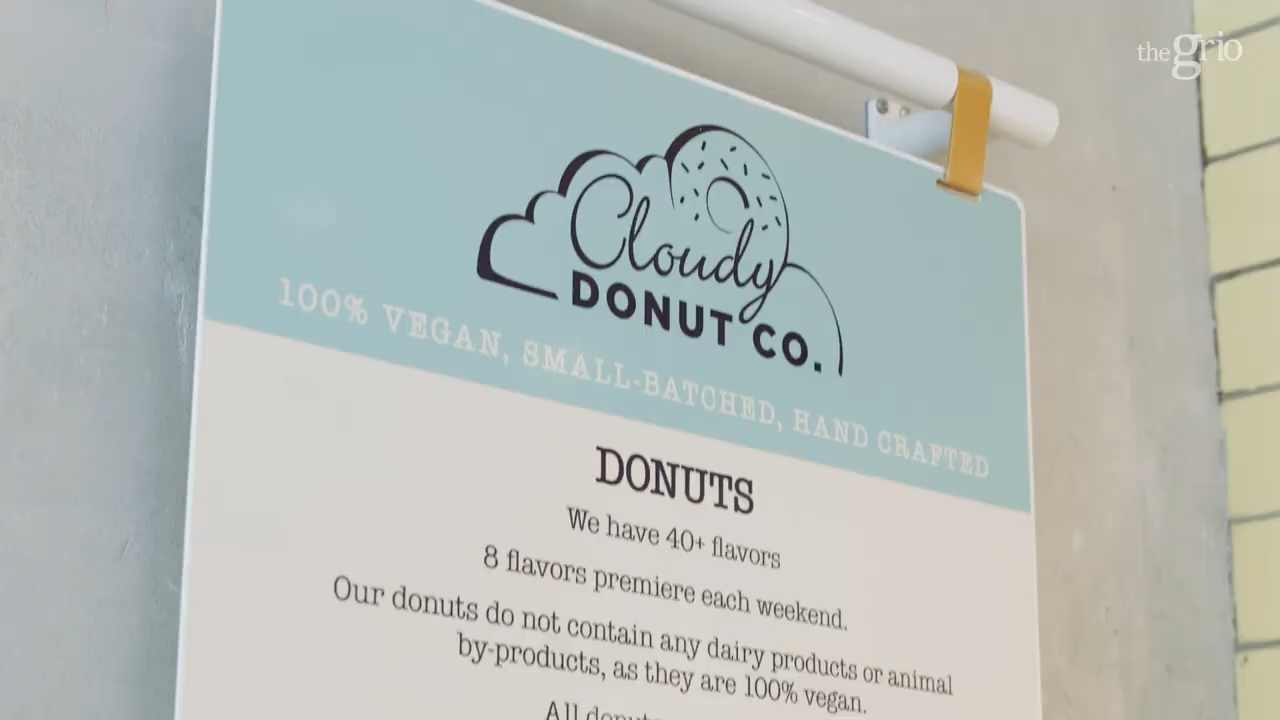 the grio
Cloudy
DONUT CO.
100% VEGAN, SMALL-BATCHED, HAND CRAFTED
DONUTS
We have 40+ flavors
8 flavors premiere each weekend.
Our donuts do not contain any dairy products or animal
by-products, as they are 100% vegan.
All